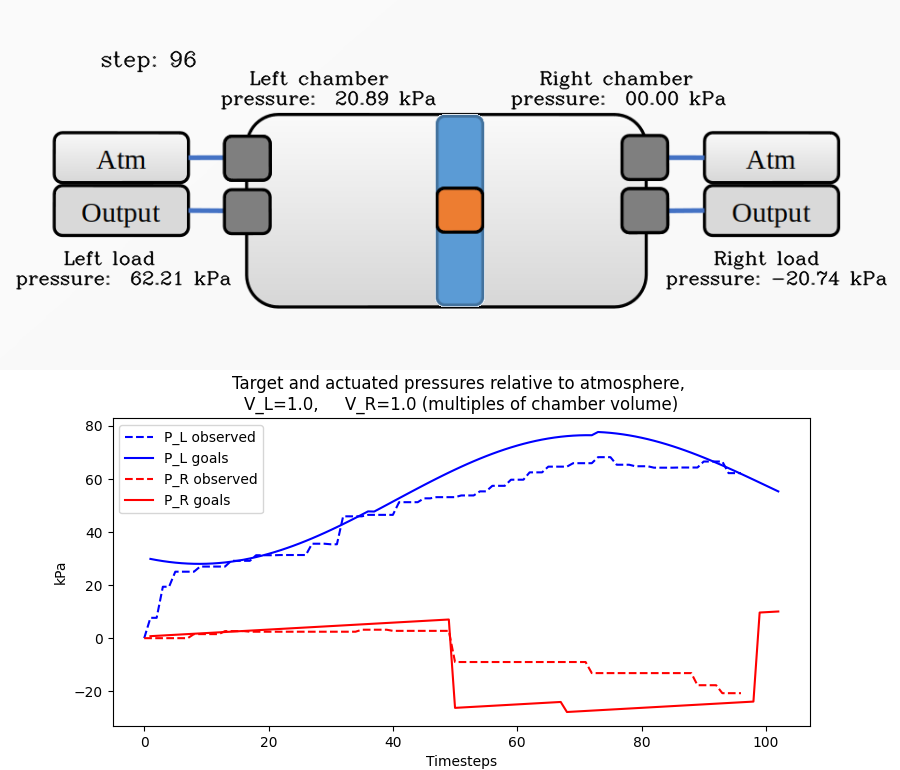 step: 96
Left chamber
pressure: 20.89 kPa
Right chamber
pressure: 00.00 kPa
Atm
Output
Atm
Output
Left load
pressure: 62.21 kPa
Right load
pressure: −20.74 kPa
Target and actuated pressures relative to atmosphere,
V_L=1.0, V_R=1.0 (multiples of chamber volume)
P_L observed
P_L goals
P_R observed
P_R goals
kPa
80
60
40
20
0
−20
0
20
40
60
80
100
Timesteps